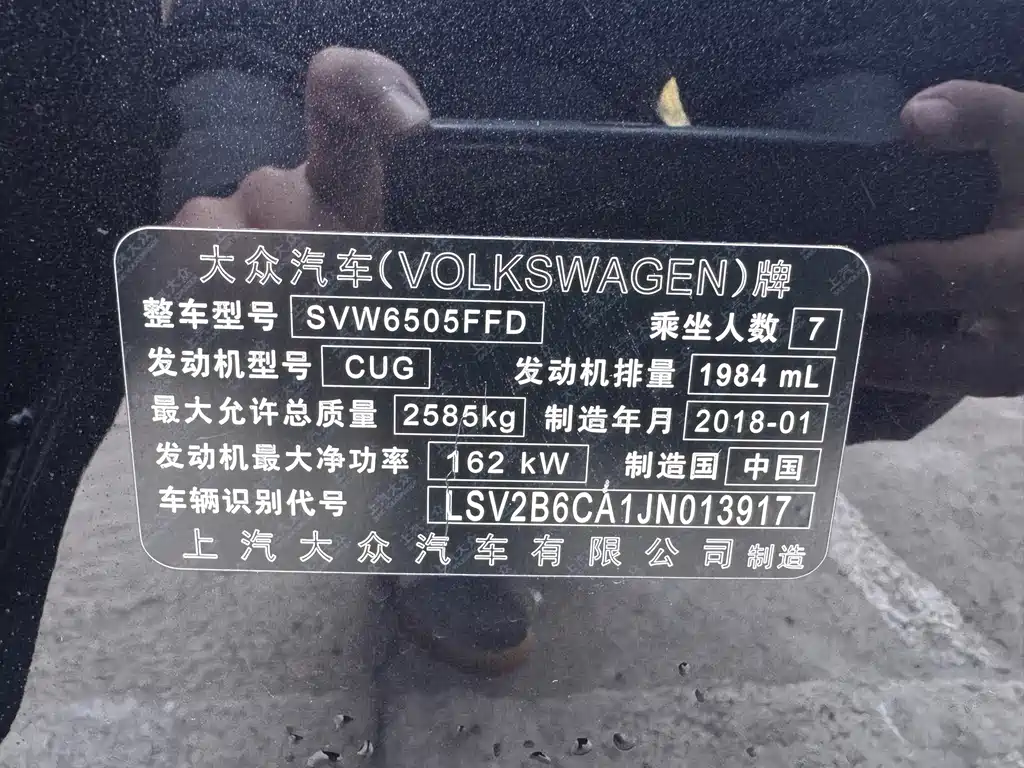 大众汽车(VOLKSWAGEN)牌
整车型号 SVW6505FFD 乘坐人数 7
发动机型号 CUG 发动机排量 1984 mL
最大允许总质量 2585kg 制造年月 2018-01
发动机最大净功率 162 kW 制造国 中国
车辆识别代号 LSV2B6CA1JN013917
上汽大众汽车有限公司 制造